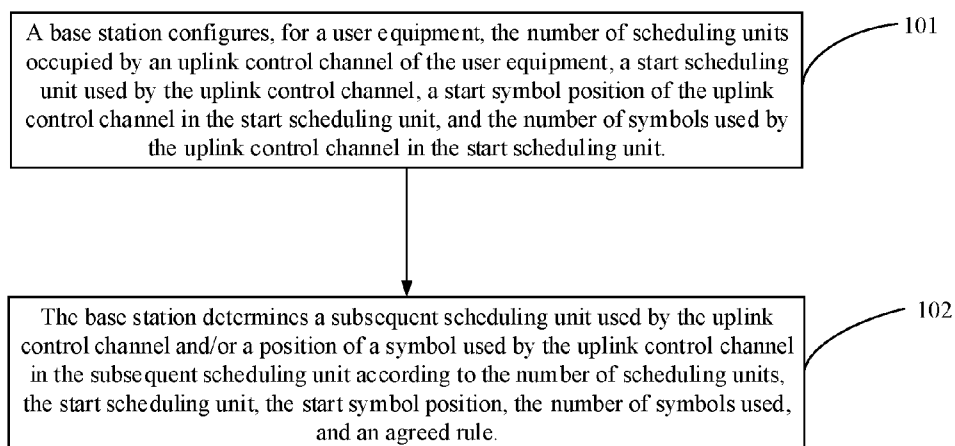 A base station configures, for a user equipment, the number of scheduling units
occupied by an uplink control channel of the user equipment, a start scheduling
unit used by the uplink control channel, a start symbol position of the uplink
control channel in the start scheduling unit, and the number of symbols used by
the uplink control channel in the start scheduling unit.
101
The base station determines a subsequent scheduling unit used by the uplink
control channel and/or a position of a symbol used by the uplink control channel
in the subsequent scheduling unit according to the number of scheduling units,
the start scheduling unit, the start symbol position, the number of symbols used,
and an agreed rule.
102